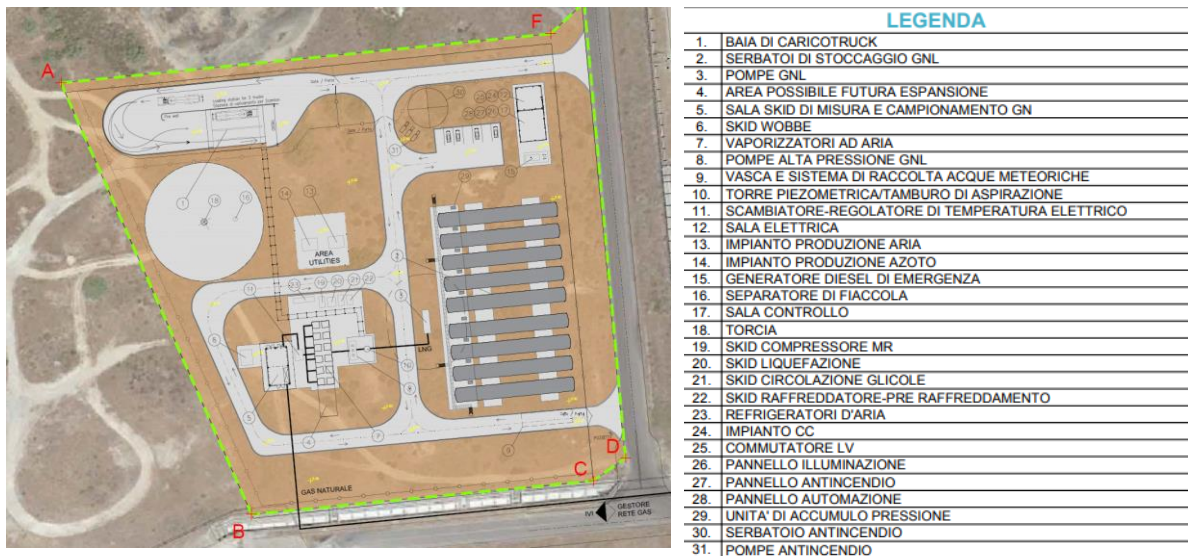 F
A
AREA
UTILITIES
LNG
D
C
GAS NATURALE
B
IVI
GESTORE
RETE GAS
LEGENDA
1. BAIA DI CARICOTRUCK
2. SERBATOI DI STOCCAGGIO GNL
3. POMPE GNL
4. AREA POSSIBILE FUTURA ESPANSIONE
5. SALA SKID DI MISURA E CAMPIONAMENTO GN
6. SKID WOBBE
7. VAPORIZZATORI AD ARIA
8. POMPE ALTA PRESSIONE GNL
9. VASCA E SISTEMA DI RACCOLTA ACQUE METEORICHE
10. TORRE PIEZOMETRICA/TAMBURO DI ASPIRAZIONE
11. SCAMBIATORE-REGOLATORE DI TEMPERATURA ELETTRICO
12. SALA ELETTRICA
13. IMPIANTO PRODUZIONE ARIA
14. IMPIANTO PRODUZIONE AZOTO
15. GENERATORE DIESEL DI EMERGENZA
16. SEPARATORE DI FIACCOLA
17. SALA CONTROLLO
18. TORCIA
19. SKID COMPRESSORE MR
20. SKID LIQUEFAZIONE
21. SKID CIRCOLAZIONE GLICOLE
22. SKID RAFFREDDATORE-PRE RAFFREDDAMENTO
23. REFRIGERATORI D'ARIA
24. IMPIANTO CC
25. COMMUTATORE LV
26. PANNELLO ILLUMINAZIONE
27. PANNELLO ANTINCENDIO
28. PANNELLO AUTOMAZIONE
29. UNITA' DI ACCUMULO PRESSIONE
30. SERBATOIO ANTINCENDIO
31. POMPE ANTINCENDIO